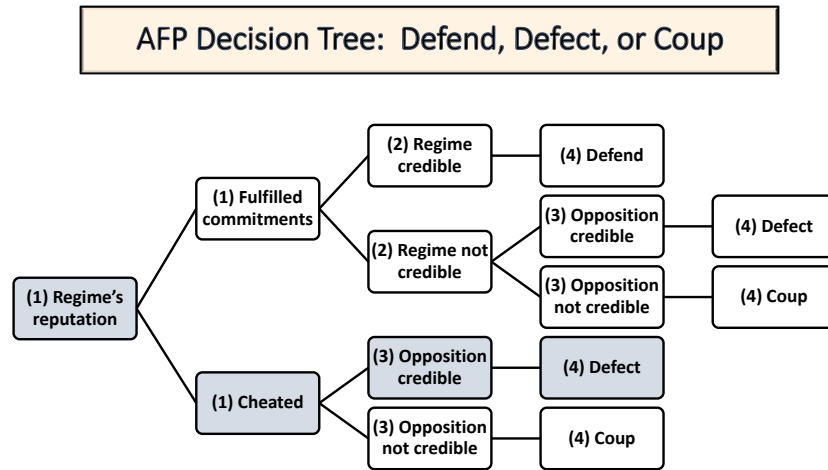 AFP Decision Tree:  Defend, Defect, or Coup
(2) Regime
credible
(4) Defend
(1) Fulfilled
commitments
(3) Opposition
credible
(4) Defect
(2) Regime not
credible
(3) Opposition
not credible
(4) Coup
(1) Regime’s
reputation
(3) Opposition
credible
(4) Defect
(1) Cheated
(3) Opposition
not credible
(4) Coup